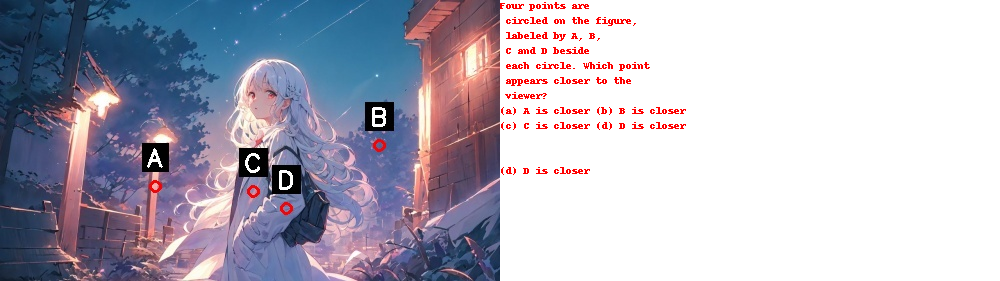 Four points are
circled on the figure,
labeled by A, B,
C and D beside
each circle. Which point
appears closer to the
viewer?
(a) A is closer (b) B is closer
(c) C is closer (d) D is closer
(d) D is closer
B
A
C
D